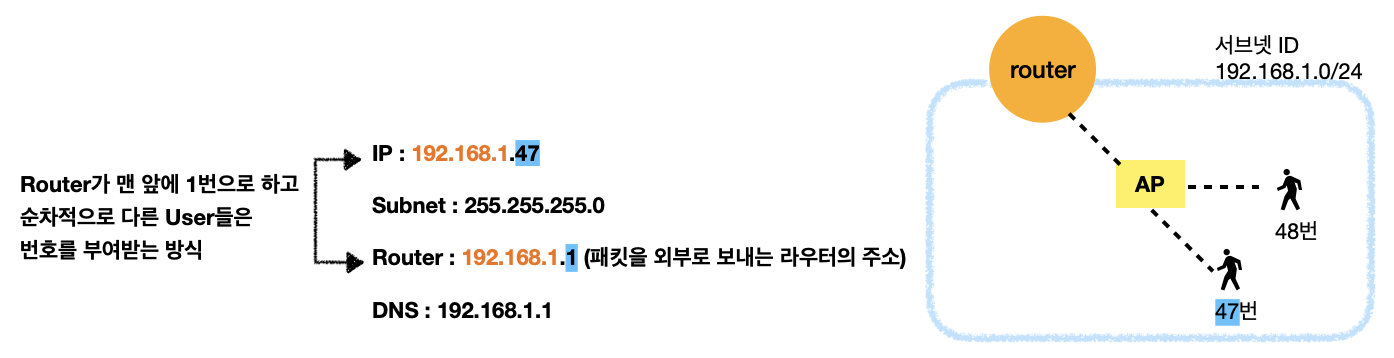 Router가 맨 앞에 1번으로 하고
순차적으로 다른 User들은
번호를 부여받는 방식
IP : 192.168.1.47
Subnet : 255.255.255.0
Router : 192.168.1.1 (패킷을 외부로 보내는 라우터의 주소)
DNS : 192.168.1.1
router
서브넷 ID
192.168.1.0/24
AP
48번
47번